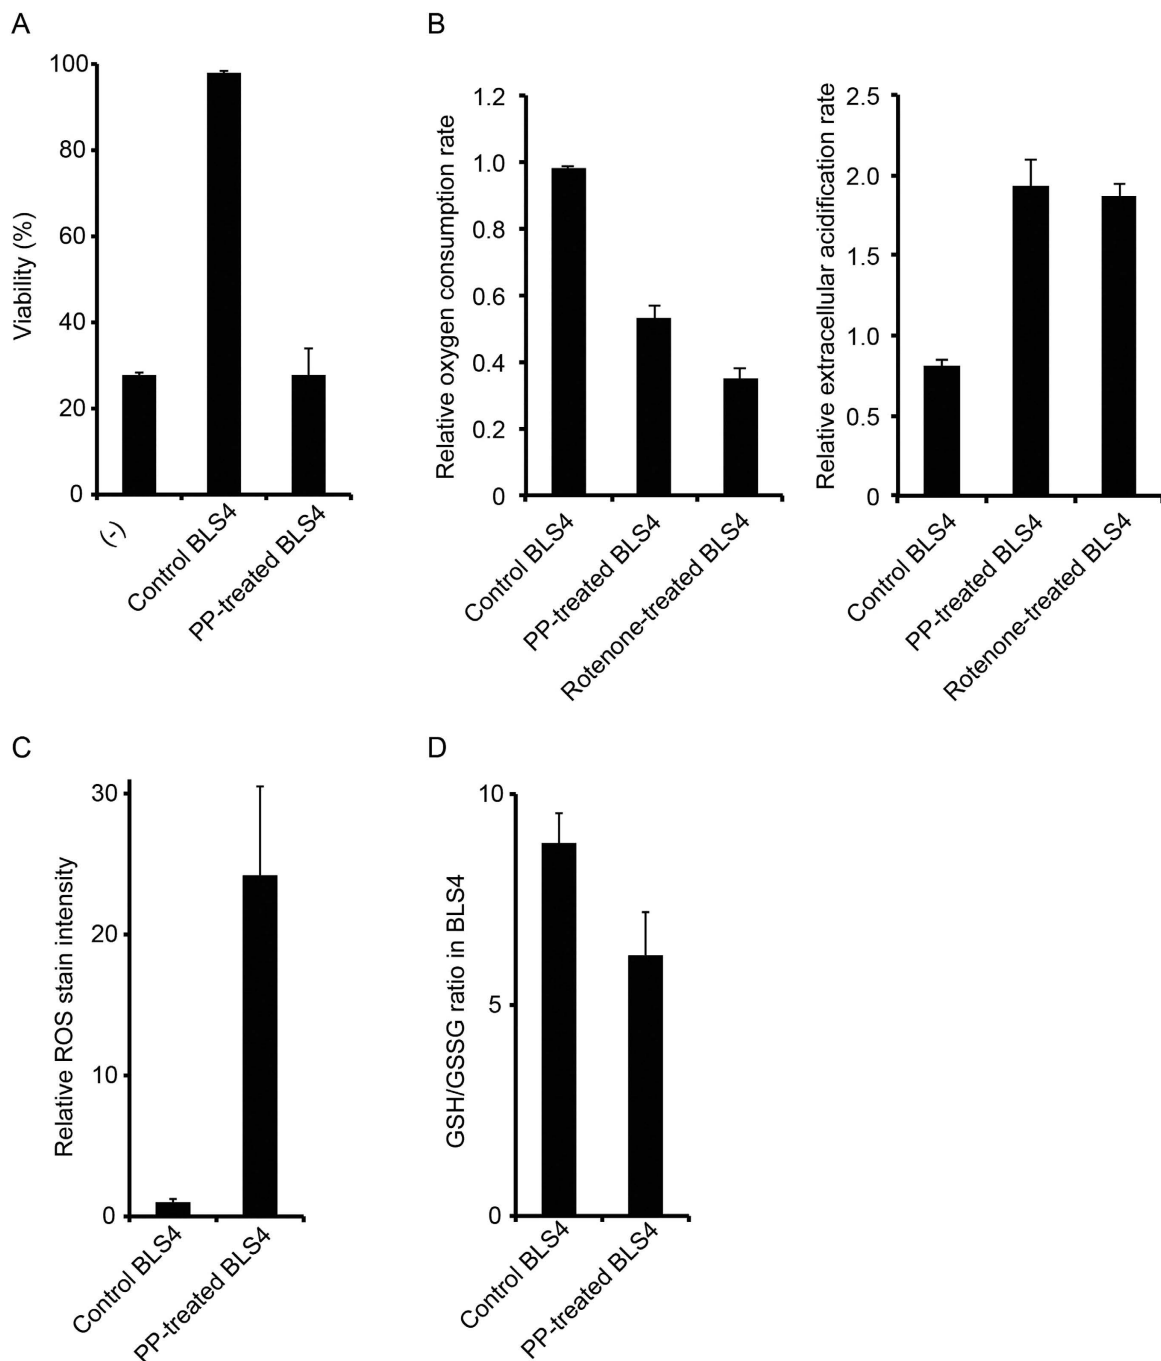 A
Viability (%)
100
80
60
40
20
0
(-)
Control BLS4
PP-treated BLS4
B
Relative oxygen consumption rate
1.2
1.0
0.8
0.6
0.4
0.2
0
Control BLS4
PP-treated BLS4
Rotenone-treated BLS4
Relative extracellular acidification rate
2.5
2.0
1.5
1.0
0.5
0
Control BLS4
PP-treated BLS4
Rotenone-treated BLS4
C
Relative ROS stain intensity
30
20
10
0
Control BLS4
PP-treated BLS4
D
GSH/GSSG ratio in BLS4
10
5
0
Control BLS4
PP-treated BLS4